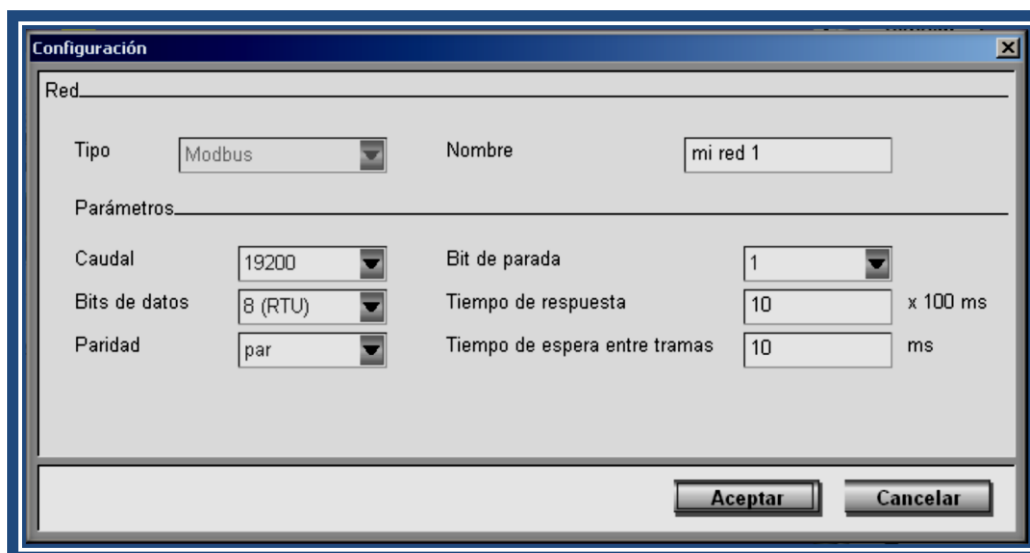 Configuración
Red
Tipo Modbus Nombre mi red 1
Parámetros
Caudal 19200 Bit de parada 1
Bits de datos 8 (RTU) Tiempo de respuesta 10 x 100 ms
Paridad par Tiempo de espera entre tramas 10 ms
Aceptar Cancelar